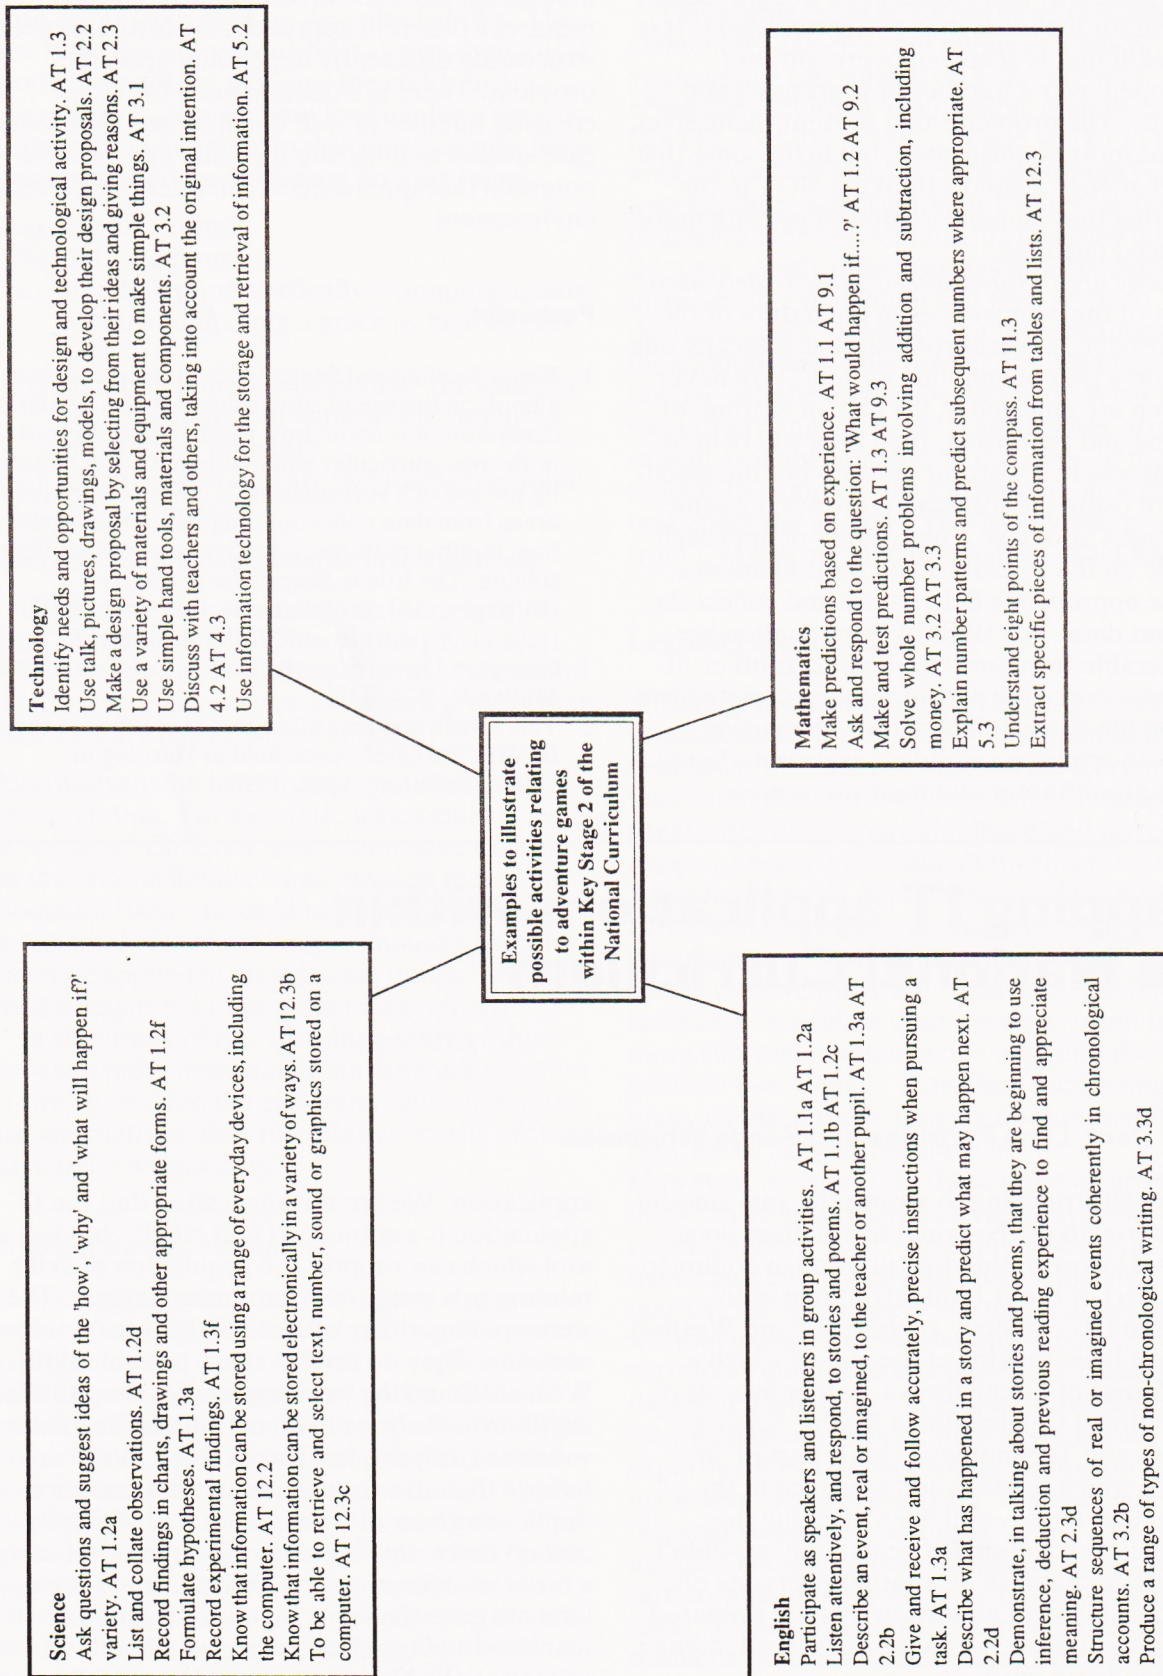 Science
Ask questions and suggest ideas of the 'how', 'why' and 'what will happen if?'
variety. AT 1.2a
List and collate observations. AT 1.2d
Record findings in charts, drawings and other appropriate forms. AT 1.2f
Formulate hypotheses. AT 1.3a
Record experimental findings. AT 1.3f
Know that information can be stored using a range of everyday devices, including
the computer. AT 12.2
Know that information can be stored electronically in a variety of ways. AT 12.3b
To be able to retrieve and select text, number, sound or graphics stored on a
computer. AT 12.3c
Technology
Identify needs and opportunities for design and technological activity. AT 1.3
Use talk, pictures, drawings, models, to develop their design proposals. AT 2.2
Make a design proposal by selecting from their ideas and giving reasons. AT 2.3
Use a variety of materials and equipment to make simple things. AT 3.1
Use simple hand tools, materials and components. AT 3.2
Discuss with teachers and others, taking into account the original intention. AT
4.2 AT 4.3
Use information technology for the storage and retrieval of information. AT 5.2
Examples to illustrate
possible activities relating
to adventure games
within Key Stage 2 of the
National Curriculum
English
Participate as speakers and listeners in group activities. AT 1.1a AT 1.2a
Listen attentively, and respond, to stories and poems. AT 1.1b AT 1.2c
Describe an event, real or imagined, to the teacher or another pupil. AT 1.3a AT
2.2b
Give and receive and follow accurately, precise instructions when pursuing a
task. AT 1.3a
Describe what has happened in a story and predict what may happen next. AT
2.2d
Demonstrate, in talking about stories and poems, that they are beginning to use
inference, deduction and previous reading experience to find and appreciate
meaning. AT 2.3d
Structure sequences of real or imagined events coherently in chronological
accounts. AT 3.2b
Produce a range of types of non-chronological writing. AT 3.3d
Mathematics
Make predictions based on experience. AT 1.1 AT 9.1
Ask and respond to the question: 'What would happen if....?' AT 1.2 AT 9.2
Make and test predictions. AT 1.3 AT 9.3
Solve whole number problems involving addition and subtraction, including
money. AT 3.2 AT 3.3
Explain number patterns and predict subsequent numbers where appropriate. AT
5.3
Understand eight points of the compass. AT 11.3
Extract specific pieces of information from tables and lists. AT 12.3